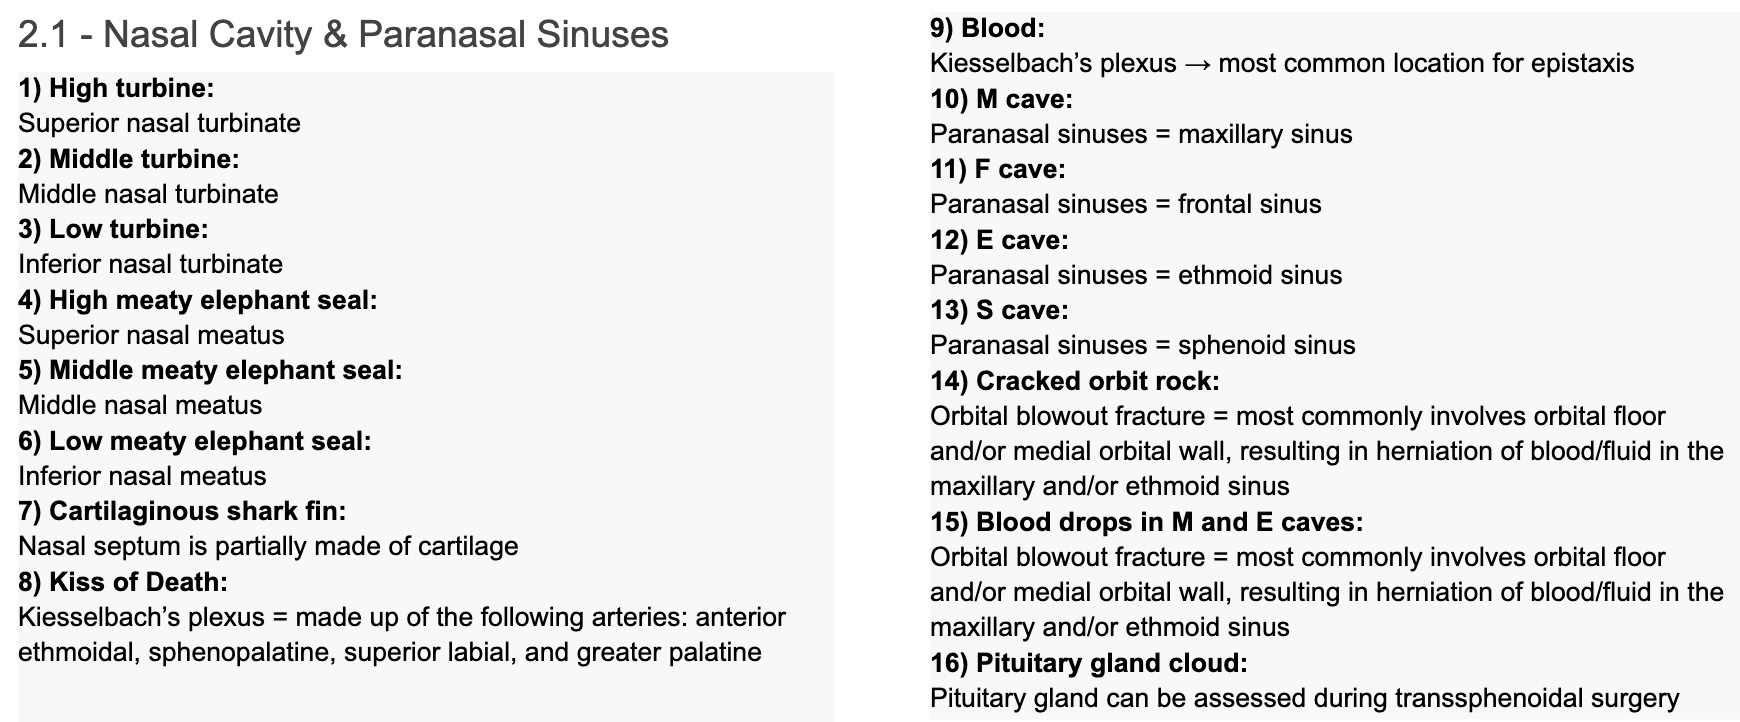 2.1 - Nasal Cavity & Paranasal Sinuses
1) High turbine:
Superior nasal turbinate
2) Middle turbine:
Middle nasal turbinate
3) Low turbine:
Inferior nasal turbinate
4) High meaty elephant seal:
Superior nasal meatus
5) Middle meaty elephant seal:
Middle nasal meatus
6) Low meaty elephant seal:
Inferior nasal meatus
7) Cartilaginous shark fin:
Nasal septum is partially made of cartilage
8) Kiss of Death:
Kiesselbach’s plexus = made up of the following arteries: anterior
ethmoidal, sphenopalatine, superior labial, and greater palatine
9) Blood:
Kiesselbach’s plexus → most common location for epistaxis
10) M cave:
Paranasal sinuses = maxillary sinus
11) F cave:
Paranasal sinuses = frontal sinus
12) E cave:
Paranasal sinuses = ethmoid sinus
13) S cave:
Paranasal sinuses = sphenoid sinus
14) Cracked orbit rock:
Orbital blowout fracture = most commonly involves orbital floor
and/or medial orbital wall, resulting in herniation of blood/fluid in the
maxillary and/or ethmoid sinus
15) Blood drops in M and E caves:
Orbital blowout fracture = most commonly involves orbital floor
and/or medial orbital wall, resulting in herniation of blood/fluid in the
maxillary and/or ethmoid sinus
16) Pituitary gland cloud:
Pituitary gland can be assessed during transsphenoidal surgery